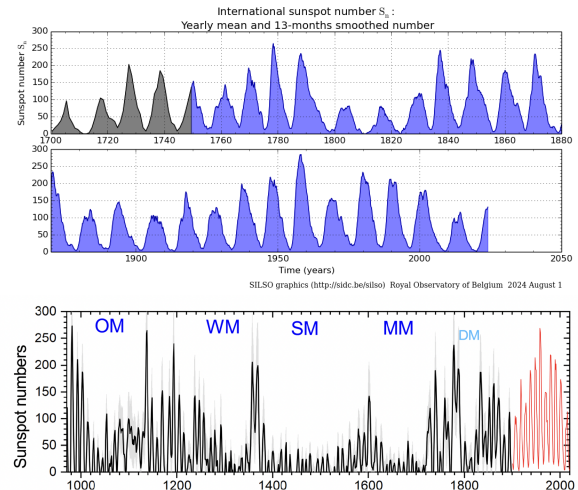 International sunspot number Sn :
Yearly mean and 13-months smoothed number
Sunspot number Sn
300
250
200
150
100
50
0
1700 1720 1740 1760 1780 1800 1820 1840 1860 1880
300
250
200
150
100
50
0
1900 1950 2000 2050
Time (years)
SILSO graphics (http://sidc.be/silso) Royal Observatory of Belgium 2024 August 1
Sunspot numbers
300
250
200
150
100
50
0
OM WM SM MM DM
1000 1200 1400 1600 1800 2000